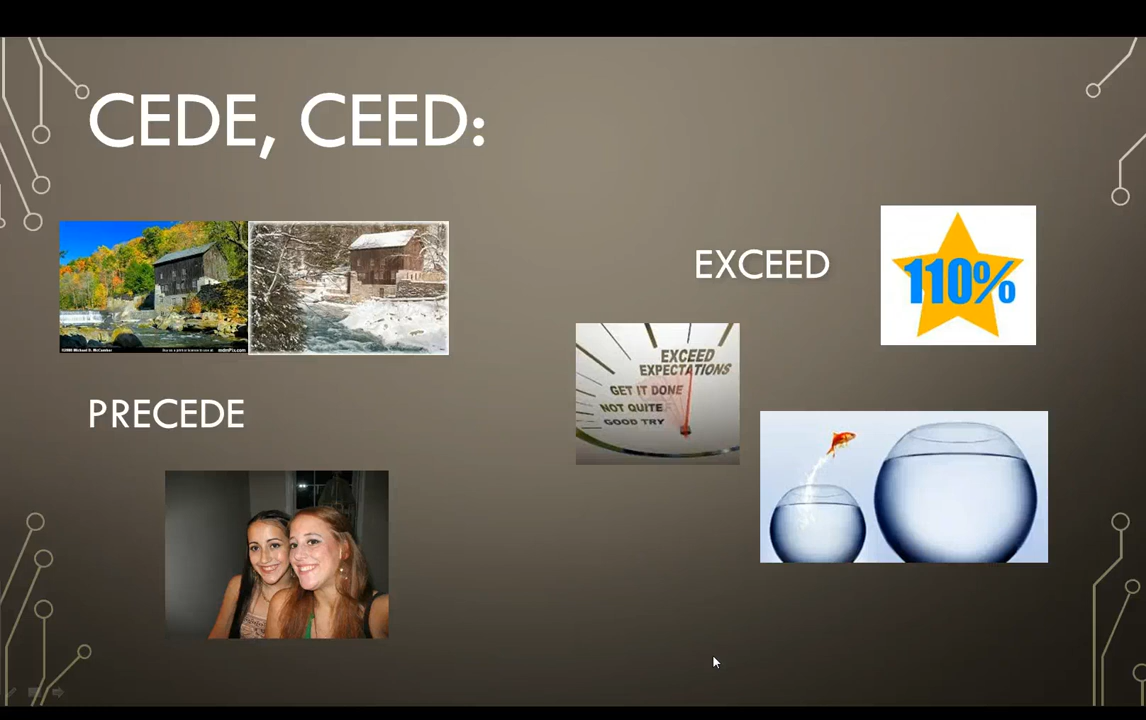 CEDE, CEED:
PRECEDE
EXCEED
110%
EXCEED
EXPECTATIONS
GET IT DONE
NOT QUITE
GOOD TRY